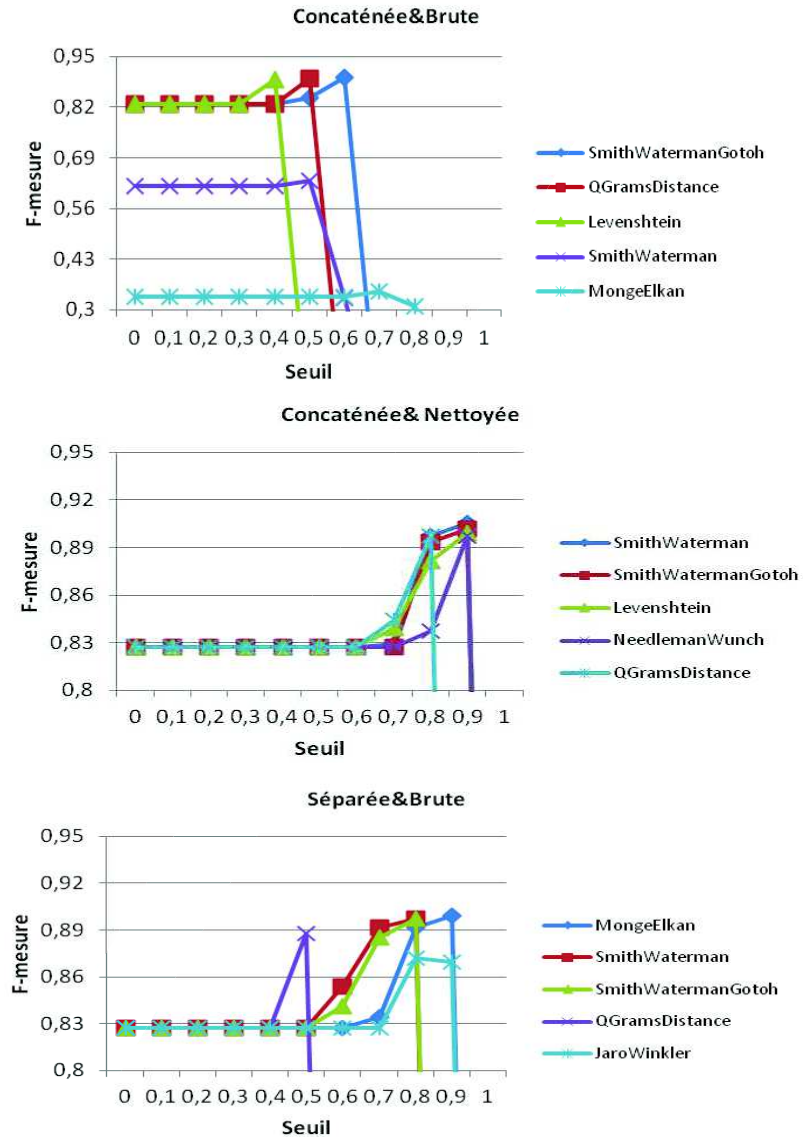 Concaténée&Brute
0,95
0,82
0,69
0,56
0,43
0,3
F-mesure
0 0,1 0,2 0,3 0,4 0,5 0,6 0,7 0,8 0,9 1
Seuil
SmithWatermanGotoh
QGramsDistance
Levenshtein
SmithWaterman
MongeElkan
Concaténée& Nettoyée
0,95
0,92
0,89
0,86
0,83
0,8
F-mesure
0 0,1 0,2 0,3 0,4 0,5 0,6 0,7 0,8 0,9 1
Seuil
SmithWaterman
SmithWatermanGotoh
Levenshtein
NeedlemanWunch
QGramsDistance
Séparée&Brute
0,95
0,92
0,89
0,86
0,83
0,8
F-mesure
0 0,1 0,2 0,3 0,4 0,5 0,6 0,7 0,8 0,9 1
Seuil
MongeElkan
SmithWaterman
SmithWatermanGotoh
QGramsDistance
JaroWinkler